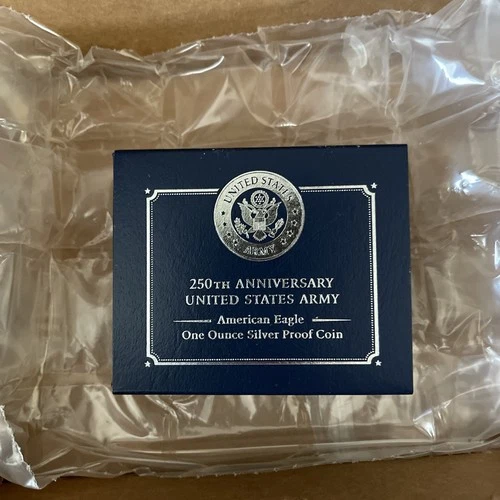 UNITED STATES
ARMY
250TH ANNIVERSARY
UNITED STATES ARMY
American Eagle
One Ounce Silver Proof Coin